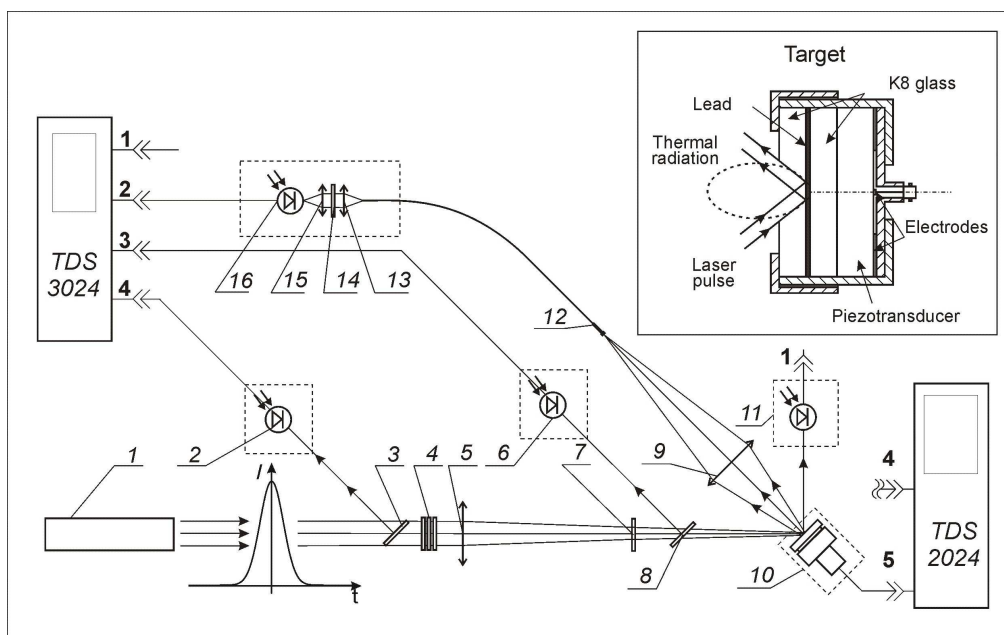 Target
K8 glass
Lead
Thermal
radiation
Laser
pulse
Electrodes
Piezotransducer
1
2
3
4
TDS
3024
16
15
14
13
12
1
11
4
5
TDS
2024
1
2
I
t
3
4
5
6
7
8
9
10